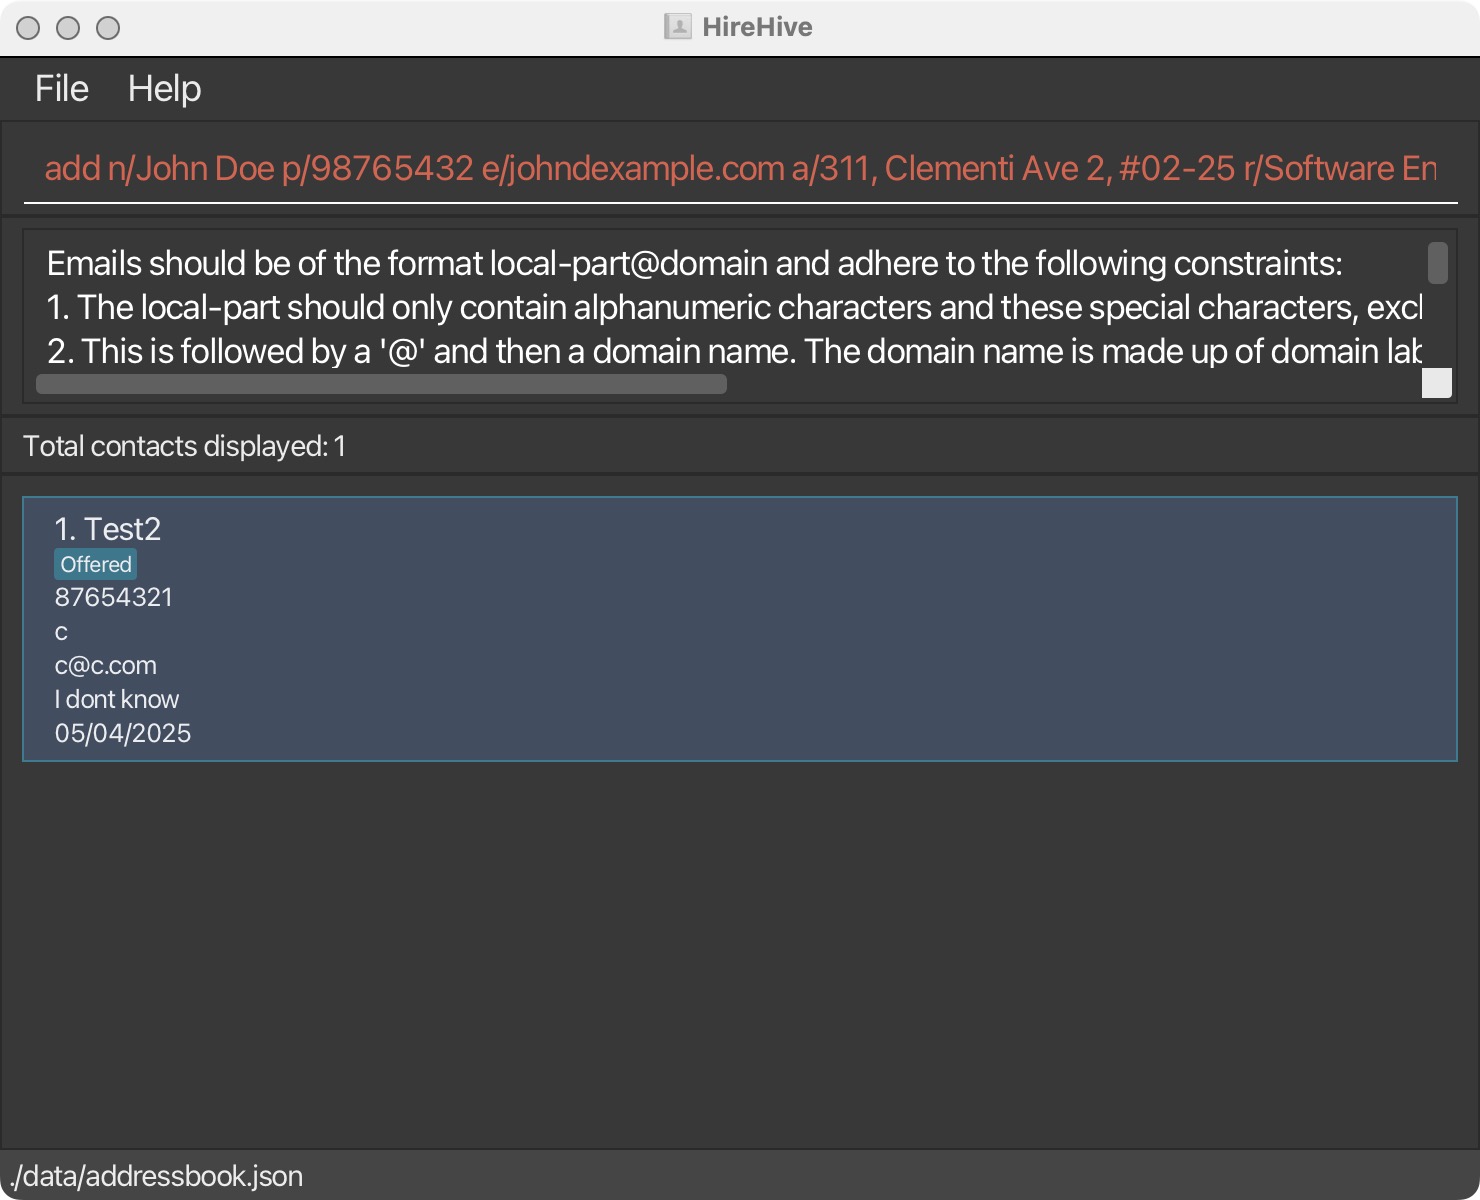 HireHive
File Help
add n/John Doe p/98765432 e/johndexample.com a/311, Clementi Ave 2, #02-25 r/Software En
Emails should be of the format local-part@domain and adhere to the following constraints:
1. The local-part should only contain alphanumeric characters and these special characters, excl
2. This is followed by a '@' and then a domain name. The domain name is made up of domain lab
Total contacts displayed: 1
1. Test2
Offered
87654321
c
c@c.com
I dont know
05/04/2025
./data/addressbook.json